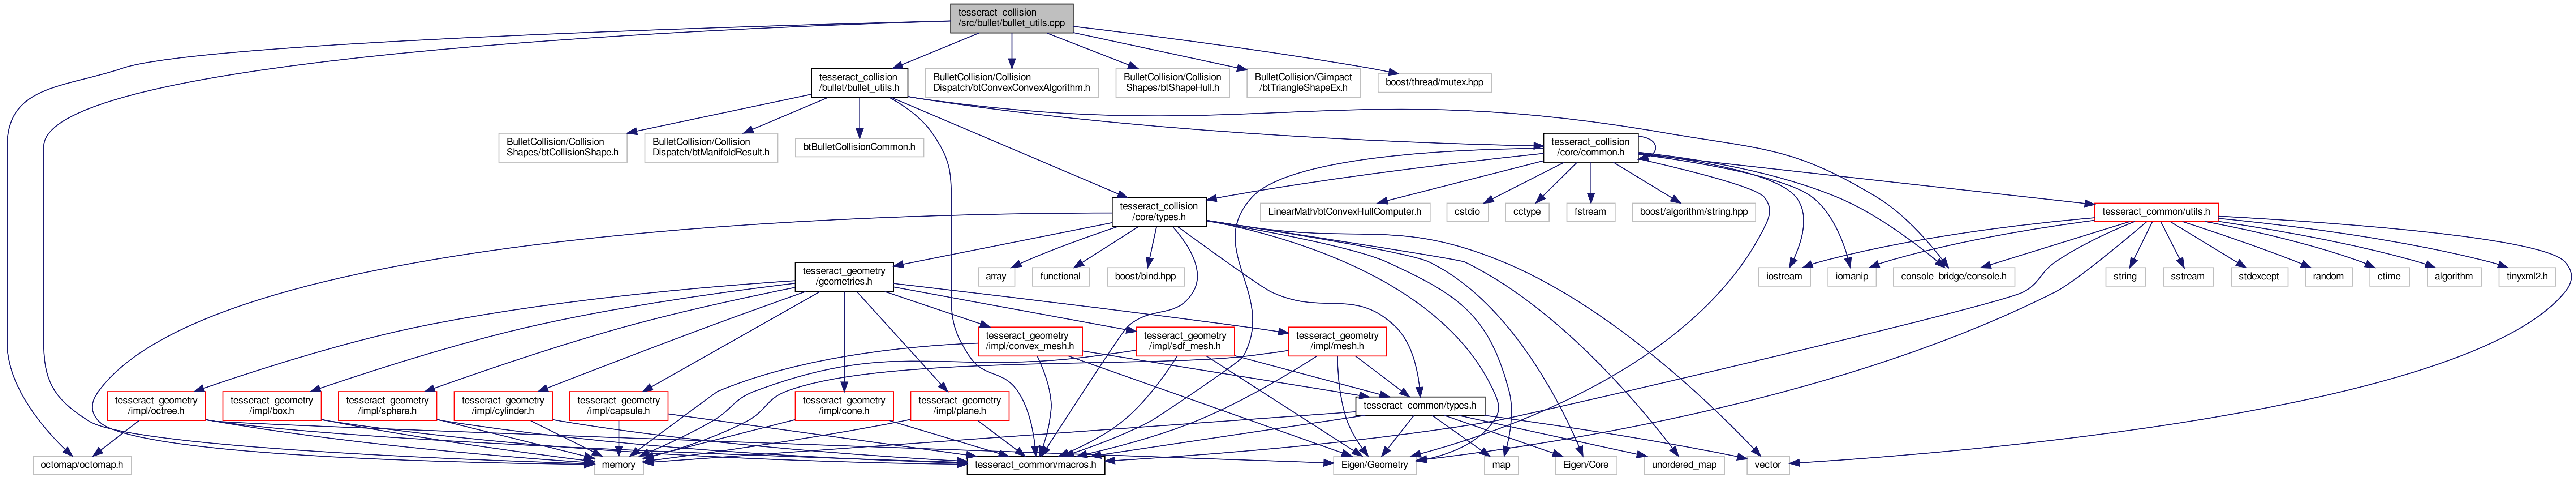 tesseract_collision
/src/bullet/bullet_utils.cpp
tesseract_collision
/bullet/bullet_utils.h
BulletCollision/Collision
Dispatch/btConvexConvexAlgorithm.h
BulletCollision/Collision
Shapes/btShapeHull.h
BulletCollision/Gimpact
/btTriangleShapeEx.h
boost/thread/mutex.hpp
BulletCollision/Collision
Shapes/btCollisionShape.h
BulletCollision/Collision
Dispatch/btManifoldResult.h
btBulletCollisionCommon.h
tesseract_collision
/core/common.h
tesseract_collision
/core/types.h
LinearMath/btConvexHullComputer.h
cstdio
cctype
fstream
boost/algorithm/string.hpp
tesseract_common/utils.h
tesseract_geometry
/geometries.h
array
functional
boost/bind.hpp
iostream
iomanip
console_bridge/console.h
string
sstream
stdexcept
random
ctime
algorithm
tinyxml2.h
tesseract_geometry
/impl/convex_mesh.h
tesseract_geometry
/impl/sdf_mesh.h
tesseract_geometry
/impl/mesh.h
tesseract_geometry
/impl/octree.h
tesseract_geometry
/impl/box.h
tesseract_geometry
/impl/sphere.h
tesseract_geometry
/impl/cylinder.h
tesseract_geometry
/impl/capsule.h
tesseract_geometry
/impl/cone.h
tesseract_geometry
/impl/plane.h
tesseract_common/types.h
octomap/octomap.h
memory
tesseract_common/macros.h
Eigen/Geometry
map
Eigen/Core
unordered_map
vector